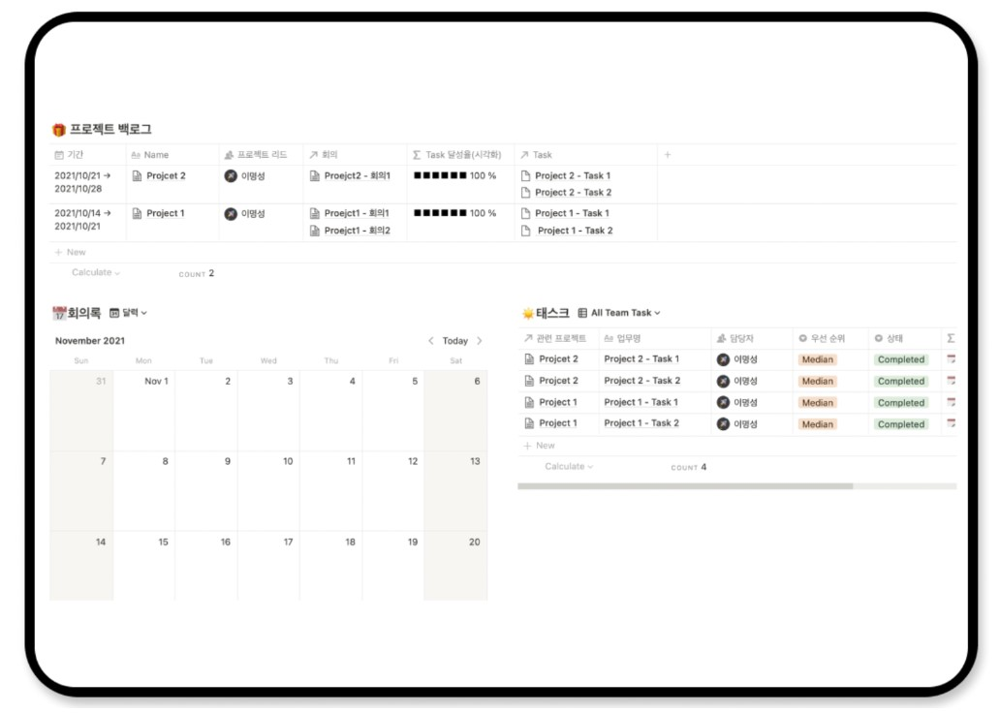 프로젝트 백로그
기간 Name 프로젝트 리드 회의 Task 달성율(시각화) Task
2021/10/21 → Projcet 2 이명성 Proejct2 - 회의1 ■■■■■■ 100 % Project 2 - Task 1
2021/10/28 Project 2 - Task 2
2021/10/14 → Project 1 이명성 Proejct1 - 회의1 ■■■■■■ 100 % Project 1 - Task 1
2021/10/21 Proejct1 - 회의2 Project 1 - Task 2
+ New
Calculate COUNT 2
회의록 달력
November 2021 < Today >
Sun Mon Tue Wed Thu Fri Sat
31 Nov 1 2 3 4 5 6
7 8 9 10 11 12 13
14 15 16 17 18 19 20
태스크 All Team Task
관련 프로젝트 업무명 담당자 우선 순위 상태
Projcet 2 Project 2 - Task 1 이명성 Median Completed
Projcet 2 Project 2 - Task 2 이명성 Median Completed
Project 1 Project 1 - Task 1 이명성 Median Completed
Project 1 Project 1 - Task 2 이명성 Median Completed
+ New
Calculate COUNT 4